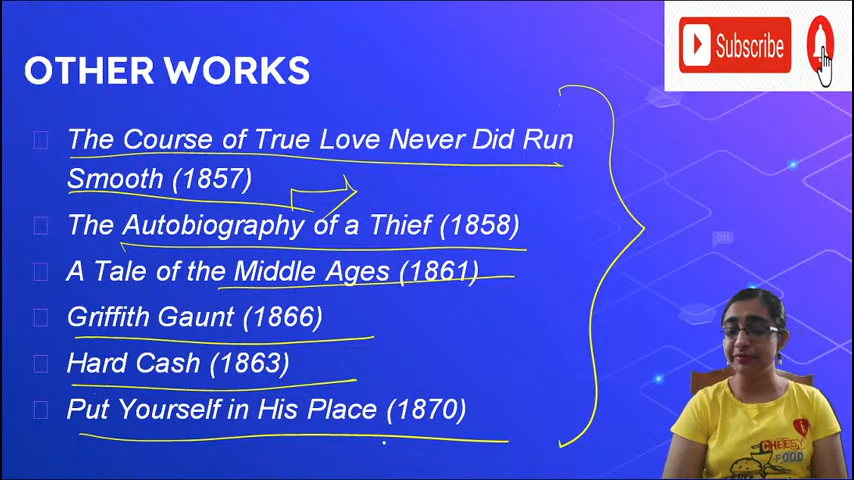 Subscribe
OTHER WORKS
The Course of True Love Never Did Run
Smooth (1857)
The Autobiography of a Thief (1858)
A Tale of the Middle Ages (1861)
Griffith Gaunt (1866)
Hard Cash (1863)
Put Yourself in His Place (1870)
CHEESY
FOOD